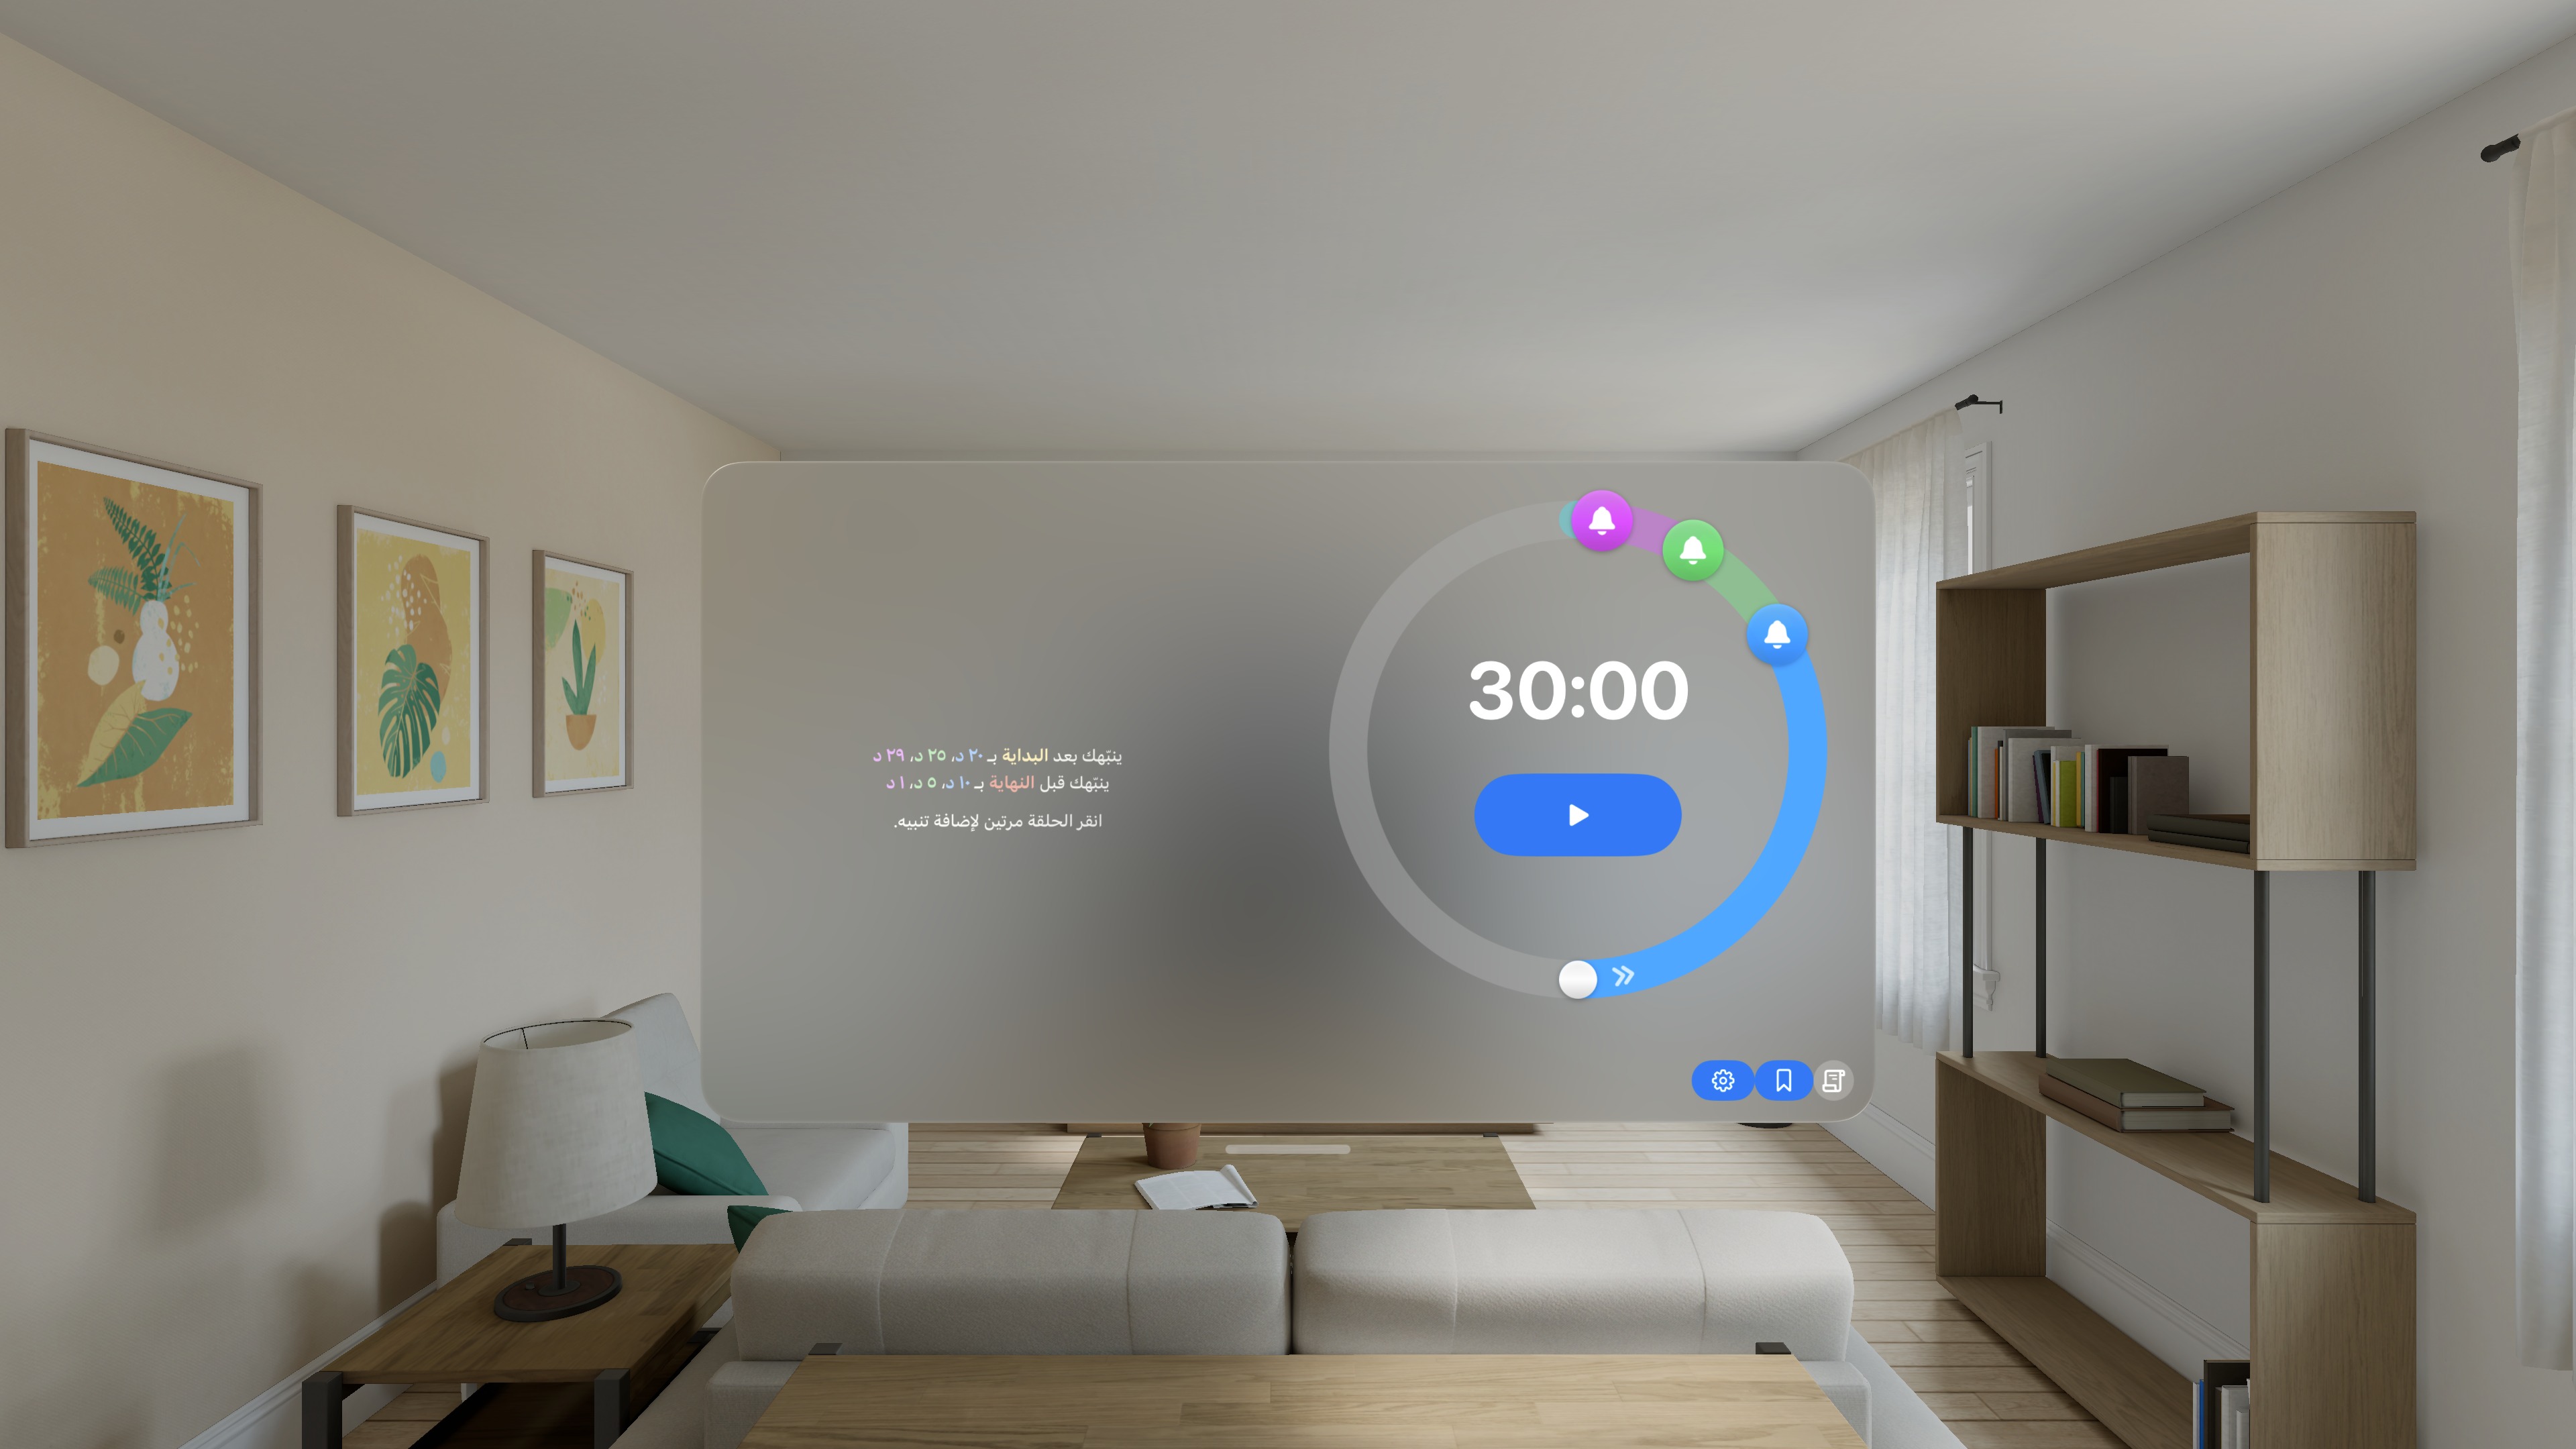 ينبّهك بعد البداية بـ ٢٠ د، ٢٥ د، ٢٩ د
ينبّهك قبل النهاية بـ ١٠ د، ٥ د، ١ د
انقر الحلقة مرتين لإضافة تنبيه.
30:00